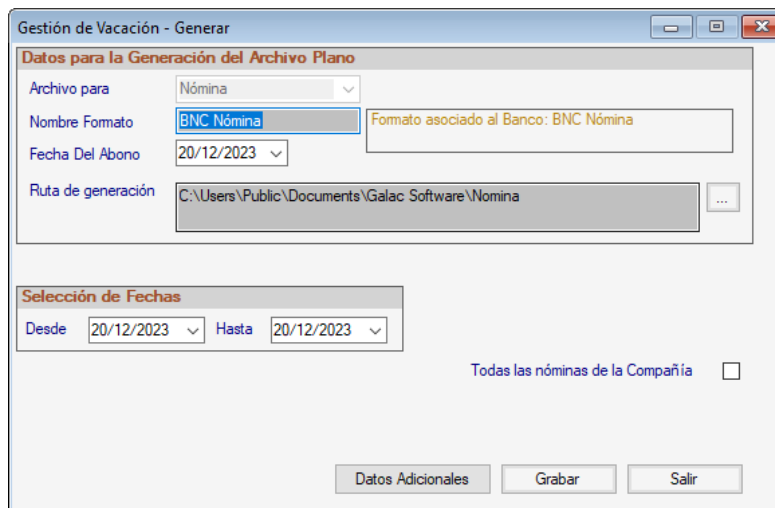 Gestión de Vacación - Generar
Datos para la Generación del Archivo Plano
Archivo para
Nómina
Nombre Formato
BNC Nómina
Formato asociado al Banco: BNC Nómina
Fecha Del Abono
20/12/2023
Ruta de generación
C:\Users\Public\Documents\Galac Software\Nomina
...
Selección de Fechas
Desde 20/12/2023 Hasta 20/12/2023
Todas las nóminas de la Compañía
Datos Adicionales Grabar Salir